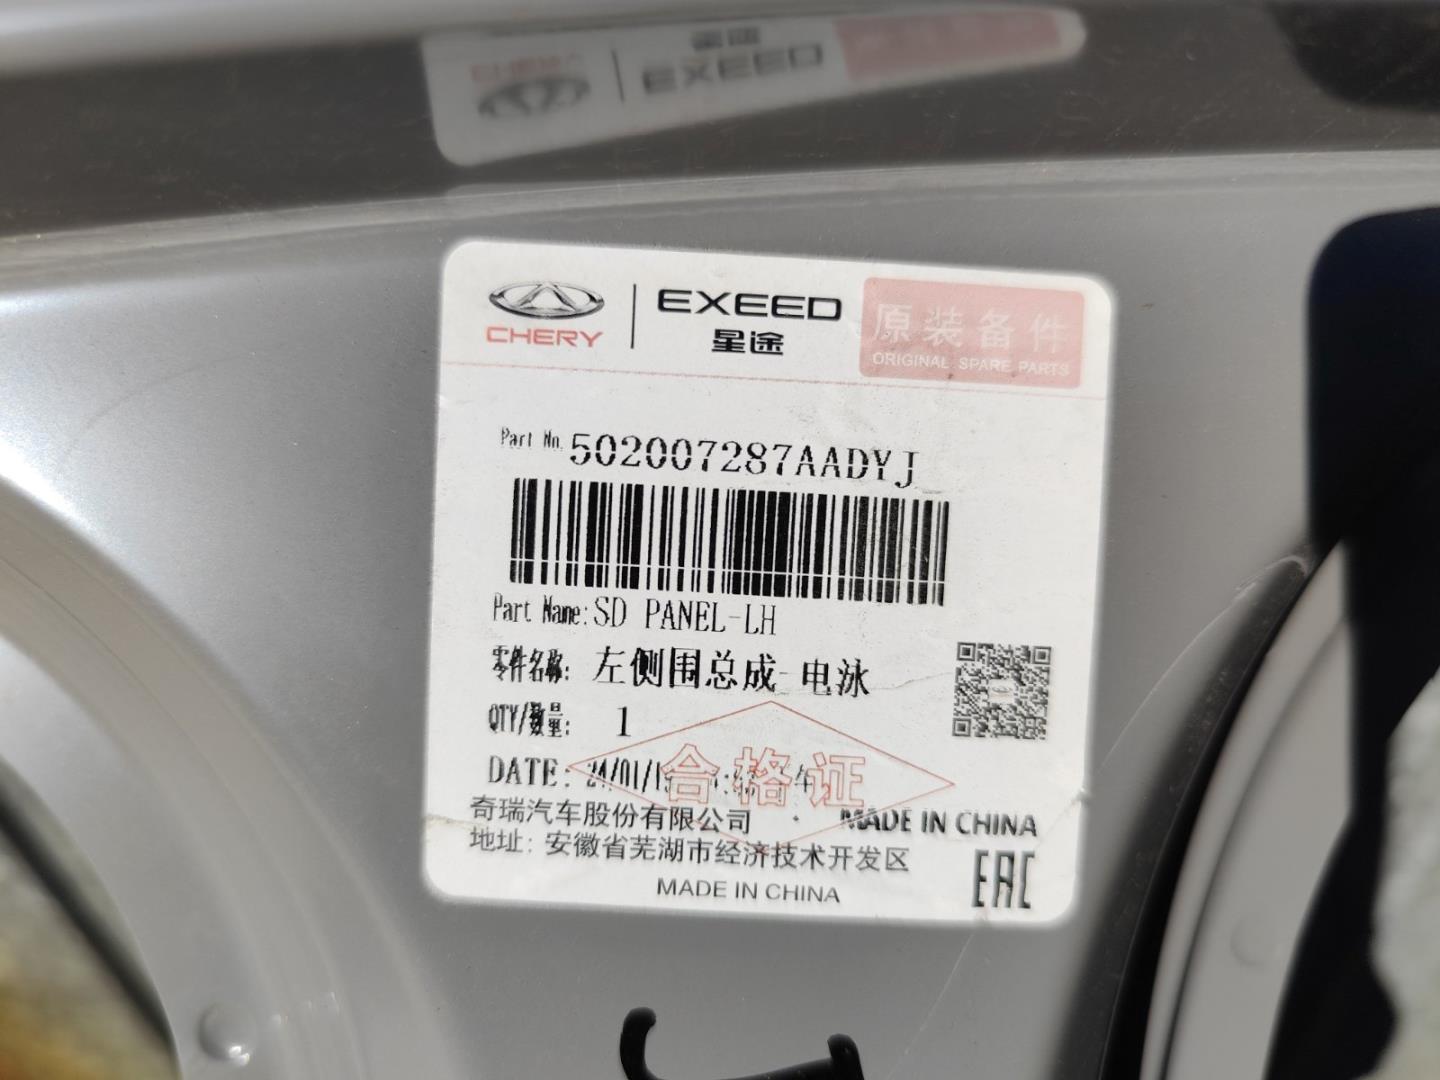 CHERY
EXEED
星途
原装备件
ORIGINAL SPARE PARTS
Part No. 502007287AADYJ
Part Name: SD PANEL-LH
零件名称: 左侧围总成-电泳
QTY/数量: 1
DATE: 24/01/1
合格证
奇瑞汽车股份有限公司 · MADE IN CHINA
地址: 安徽省芜湖市经济技术开发区
MADE IN CHINA
EAC